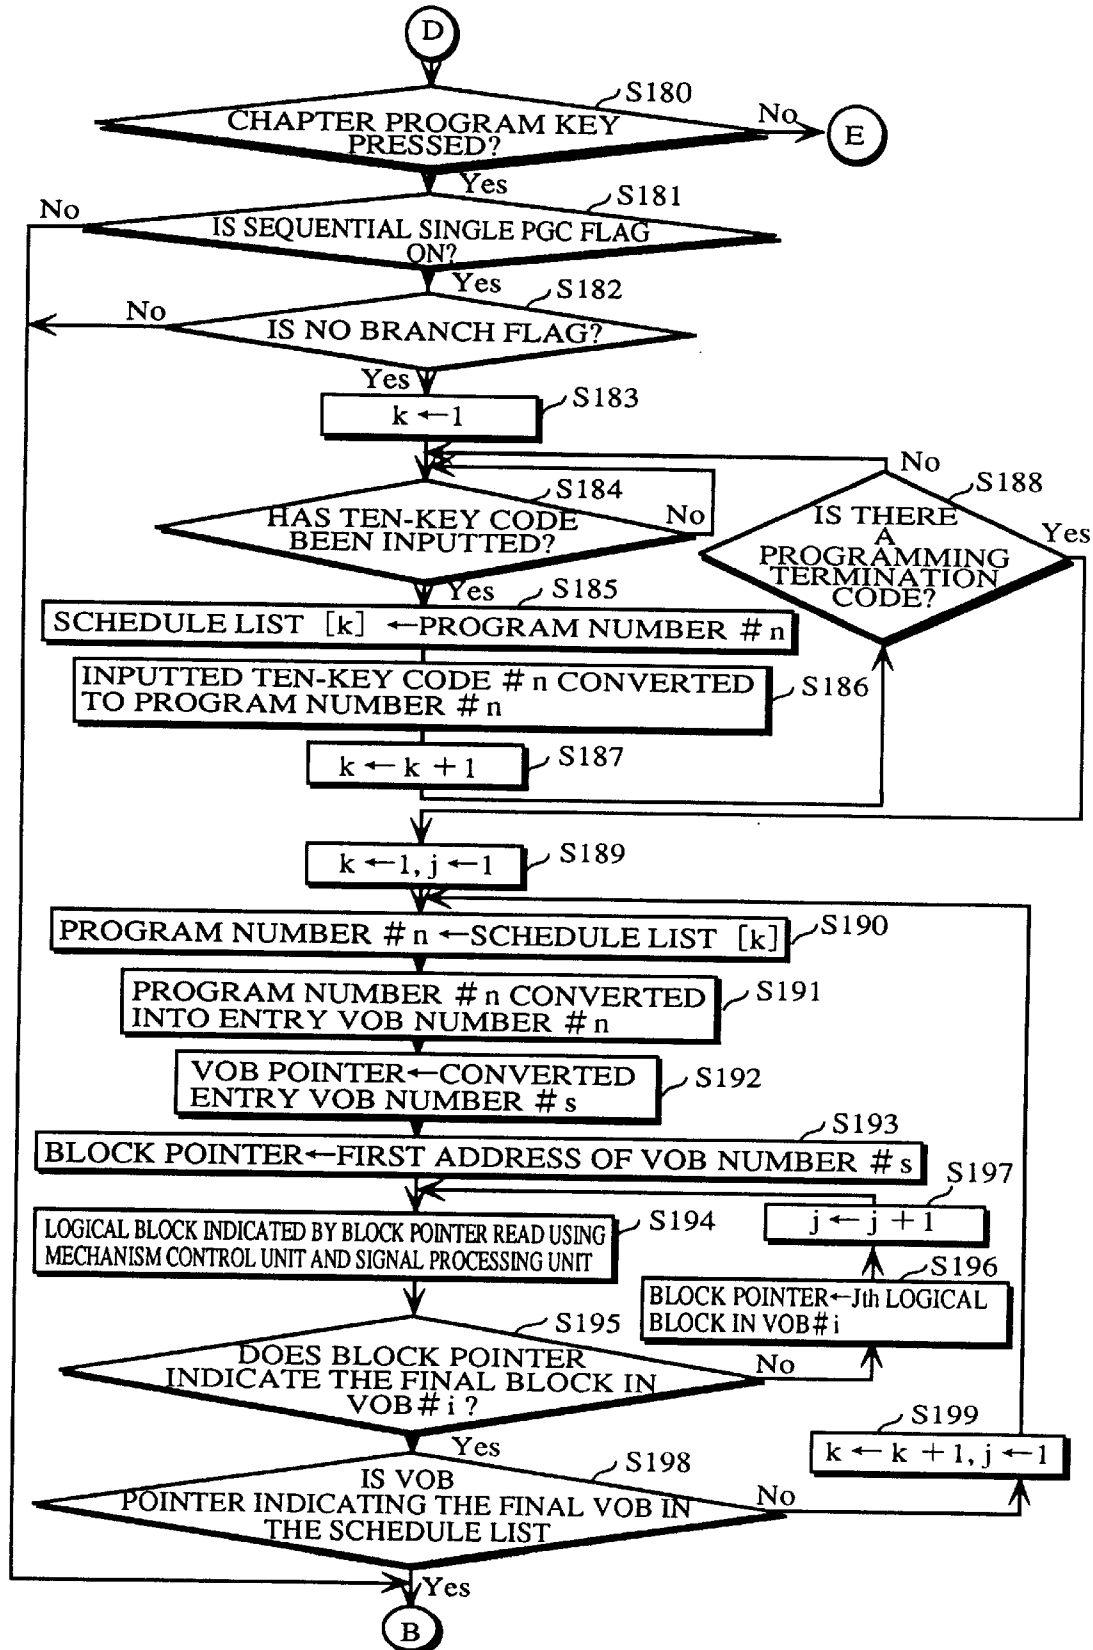 D
S180
CHAPTER PROGRAM KEY
PRESSED?
No
E
Yes
S181
No
IS SEQUENTIAL SINGLE PGC FLAG
ON?
Yes
S182
No
IS NO BRANCH FLAG?
Yes
S183
k ←1
No
S184
S188
HAS TEN-KEY CODE
BEEN INPUTTED?
No
IS THERE
A
PROGRAMMING
TERMINATION
CODE?
Yes
Yes
S185
SCHEDULE LIST [k] ←PROGRAM NUMBER #n
INPUTTED TEN-KEY CODE #n CONVERTED
TO PROGRAM NUMBER #n
S186
k ← k + 1
S187
k ←1, j ←1
S189
PROGRAM NUMBER #n ←SCHEDULE LIST [k]
S190
PROGRAM NUMBER #n CONVERTED
INTO ENTRY VOB NUMBER #n
S191
VOB POINTER←CONVERTED
ENTRY VOB NUMBER #s
S192
S193
BLOCK POINTER←FIRST ADDRESS OF VOB NUMBER #s
S197
j ← j + 1
LOGICAL BLOCK INDICATED BY BLOCK POINTER READ USING
MECHANISM CONTROL UNIT AND SIGNAL PROCESSING UNIT
S194
S196
BLOCK POINTER←Jth LOGICAL
BLOCK IN VOB#i
S195
DOES BLOCK POINTER
INDICATE THE FINAL BLOCK IN
VOB#i?
No
Yes
S199
k ← k + 1, j ←1
S198
IS VOB
POINTER INDICATING THE FINAL VOB IN
THE SCHEDULE LIST
No
Yes
B